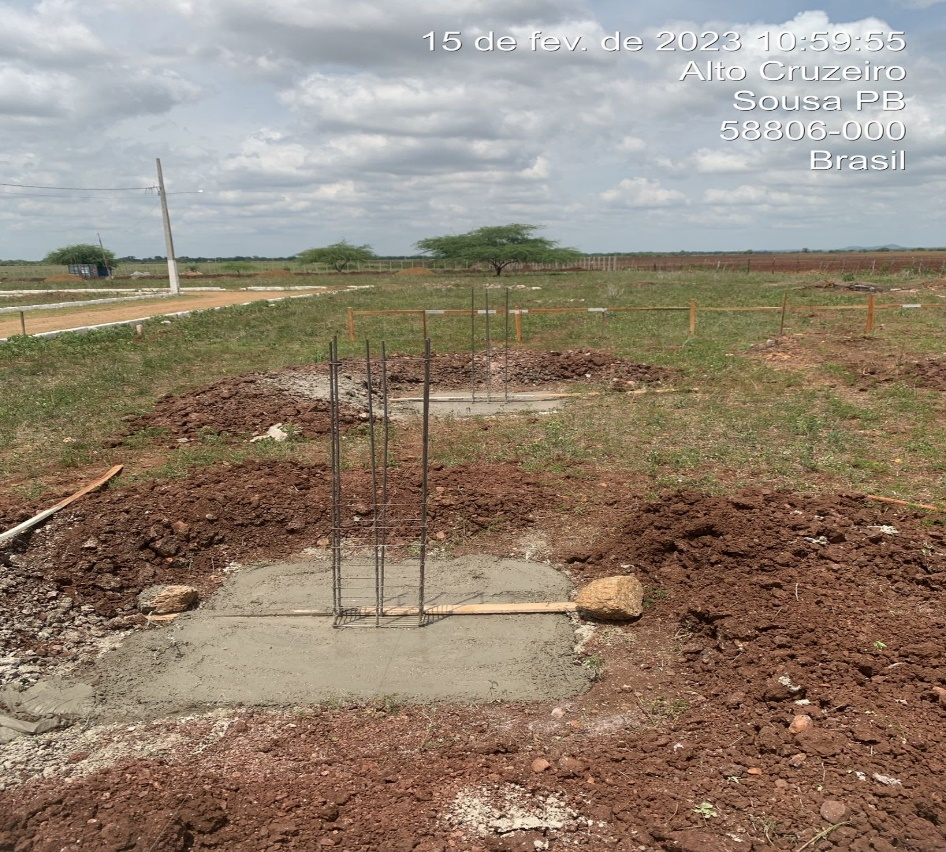 15 de fev. de 2023 10:59:55
Alto Cruzeiro
Sousa PB
58806-000
Brasil